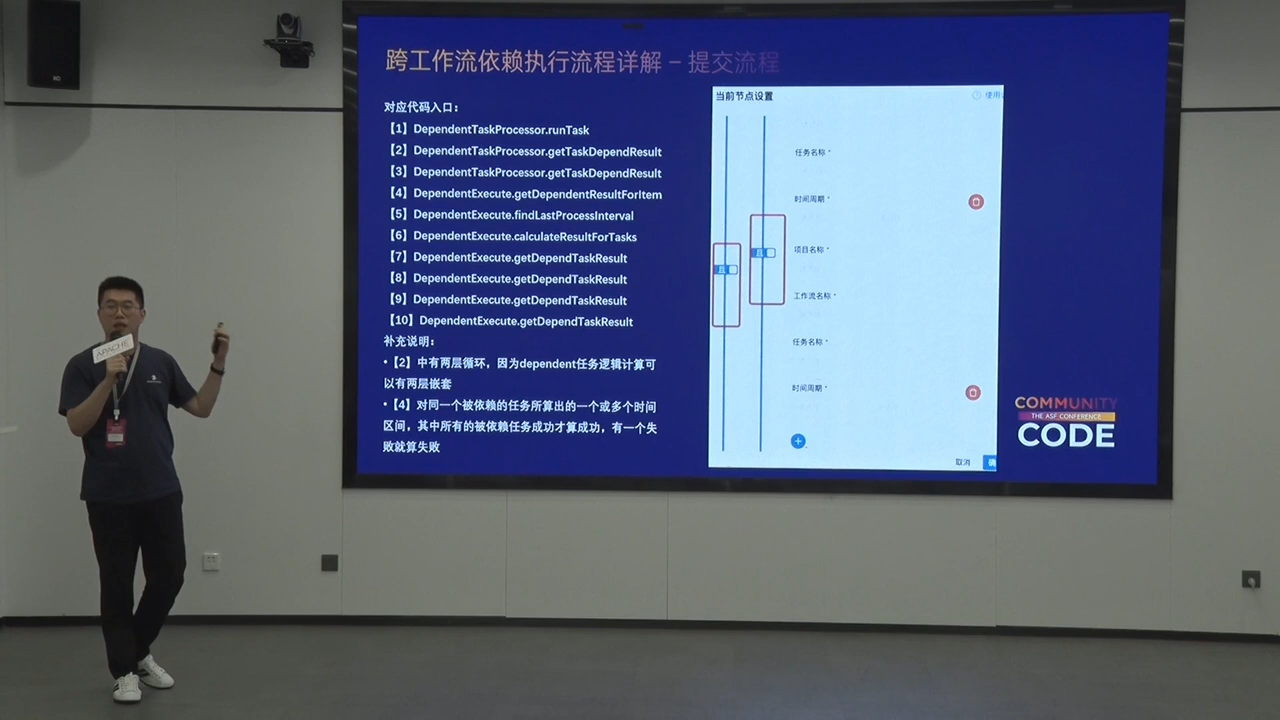 跨工作流依赖执行流程详解 – 提交流程
对应代码入口：
【1】DependentTaskProcessor.runTask
【2】DependentTaskProcessor.getTaskDependResult
【3】DependentTaskProcessor.getTaskDependResult
【4】DependentExecute.getDependentResultForItem
【5】DependentExecute.findLastProcessInterval
【6】DependentExecute.calculateResultForTasks
【7】DependentExecute.getDependTaskResult
【8】DependentExecute.getDependTaskResult
【9】DependentExecute.getDependTaskResult
【10】DependentExecute.getDependTaskResult
补充说明：
•【2】中有两层循环，因为dependent任务逻辑计算可
以有两层嵌套
•【4】对同一个被依赖的任务所算出的一个或多个时间
区间，其中所有的被依赖任务成功才算成功，有一个失
败就算失败
当前节点设置
使用
任务名称 *
时间周期 *
项目名称 *
且
且
工作流名称 *
任务名称 *
时间周期 *
取消
确
COMMUNITY
THE ASF CONFERENCE
CODE
APACHE